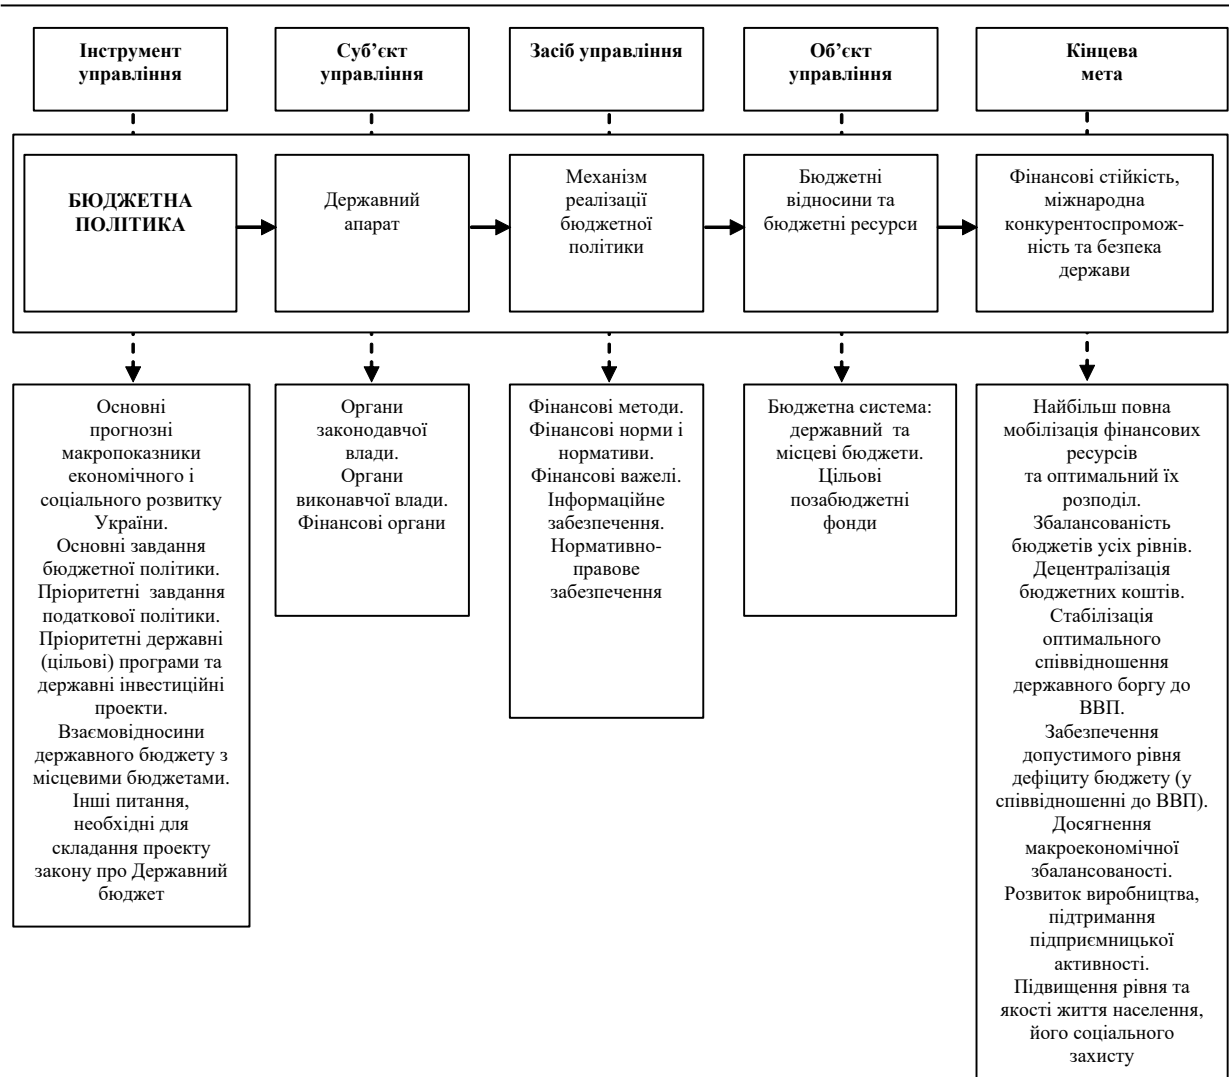 Інструмент
управління
Суб’єкт
управління
Засіб управління
Об’єкт
управління
Кінцева
мета
БЮДЖЕТНА
ПОЛІТИКА
Державний
апарат
Механізм
реалізації
бюджетної
політики
Бюджетні
відносини та
бюджетні ресурси
Фінансові стійкість,
міжнародна
конкурентоспромож-
ність та безпека
держави
Основні
прогнозні
макропоказники
економічного і
соціального розвитку
України.
Основні завдання
бюджетної політики.
Пріоритетні завдання
податкової політики.
Пріоритетні державні
(цільові) програми та
державні інвестиційні
проекти.
Взаємовідносини
державного бюджету з
місцевими бюджетами.
Інші питання,
необхідні для
складання проекту
закону про Державний
бюджет
Органи
законодавчої
влади.
Органи
виконавчої влади.
Фінансові органи
Фінансові методи.
Фінансові норми і
нормативи.
Фінансові важелі.
Інформаційне
забезпечення.
Нормативно-
правове
забезпечення
Бюджетна система:
державний та
місцеві бюджети.
Цільові
позабюджетні
фонди
Найбільш повна
мобілізація фінансових
ресурсів
та оптимальний їх
розподіл.
Збалансованість
бюджетів усіх рівнів.
Децентралізація
бюджетних коштів.
Стабілізація
оптимального
співвідношення
державного боргу до
ВВП.
Забезпечення
допустимого рівня
дефіциту бюджету (у
співвідношенні до ВВП).
Досягнення
макроекономічної
збалансованості.
Розвиток виробництва,
підтримання
підприємницької
активності.
Підвищення рівня та
якості життя населення,
його соціального
захисту